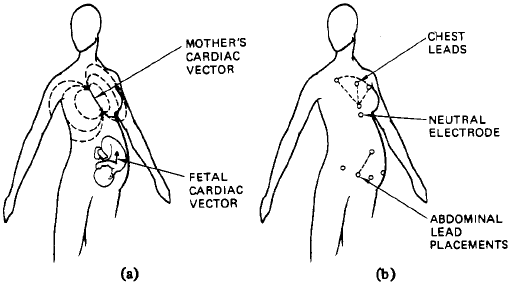 MOTHER'S
CARDIAC
VECTOR
FETAL
CARDIAC
VECTOR
(a)
CHEST
LEADS
NEUTRAL
ELECTRODE
ABDOMINAL
LEAD
PLACEMENTS
(b)